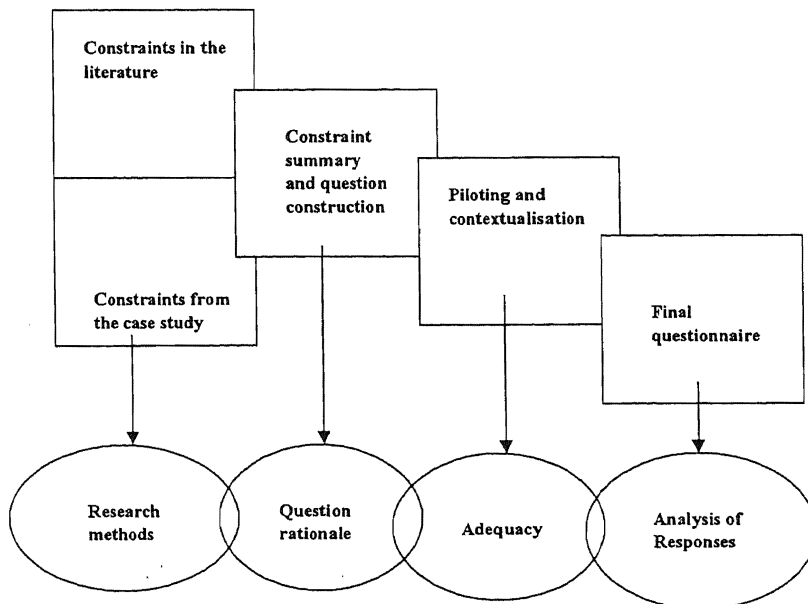 Constraints in the
literature
Constraint
summary
and question
construction
Piloting and
contextualisation
Constraints from
the case study
Final
questionnaire
Research
methods
Question
rationale
Adequacy
Analysis of
Responses